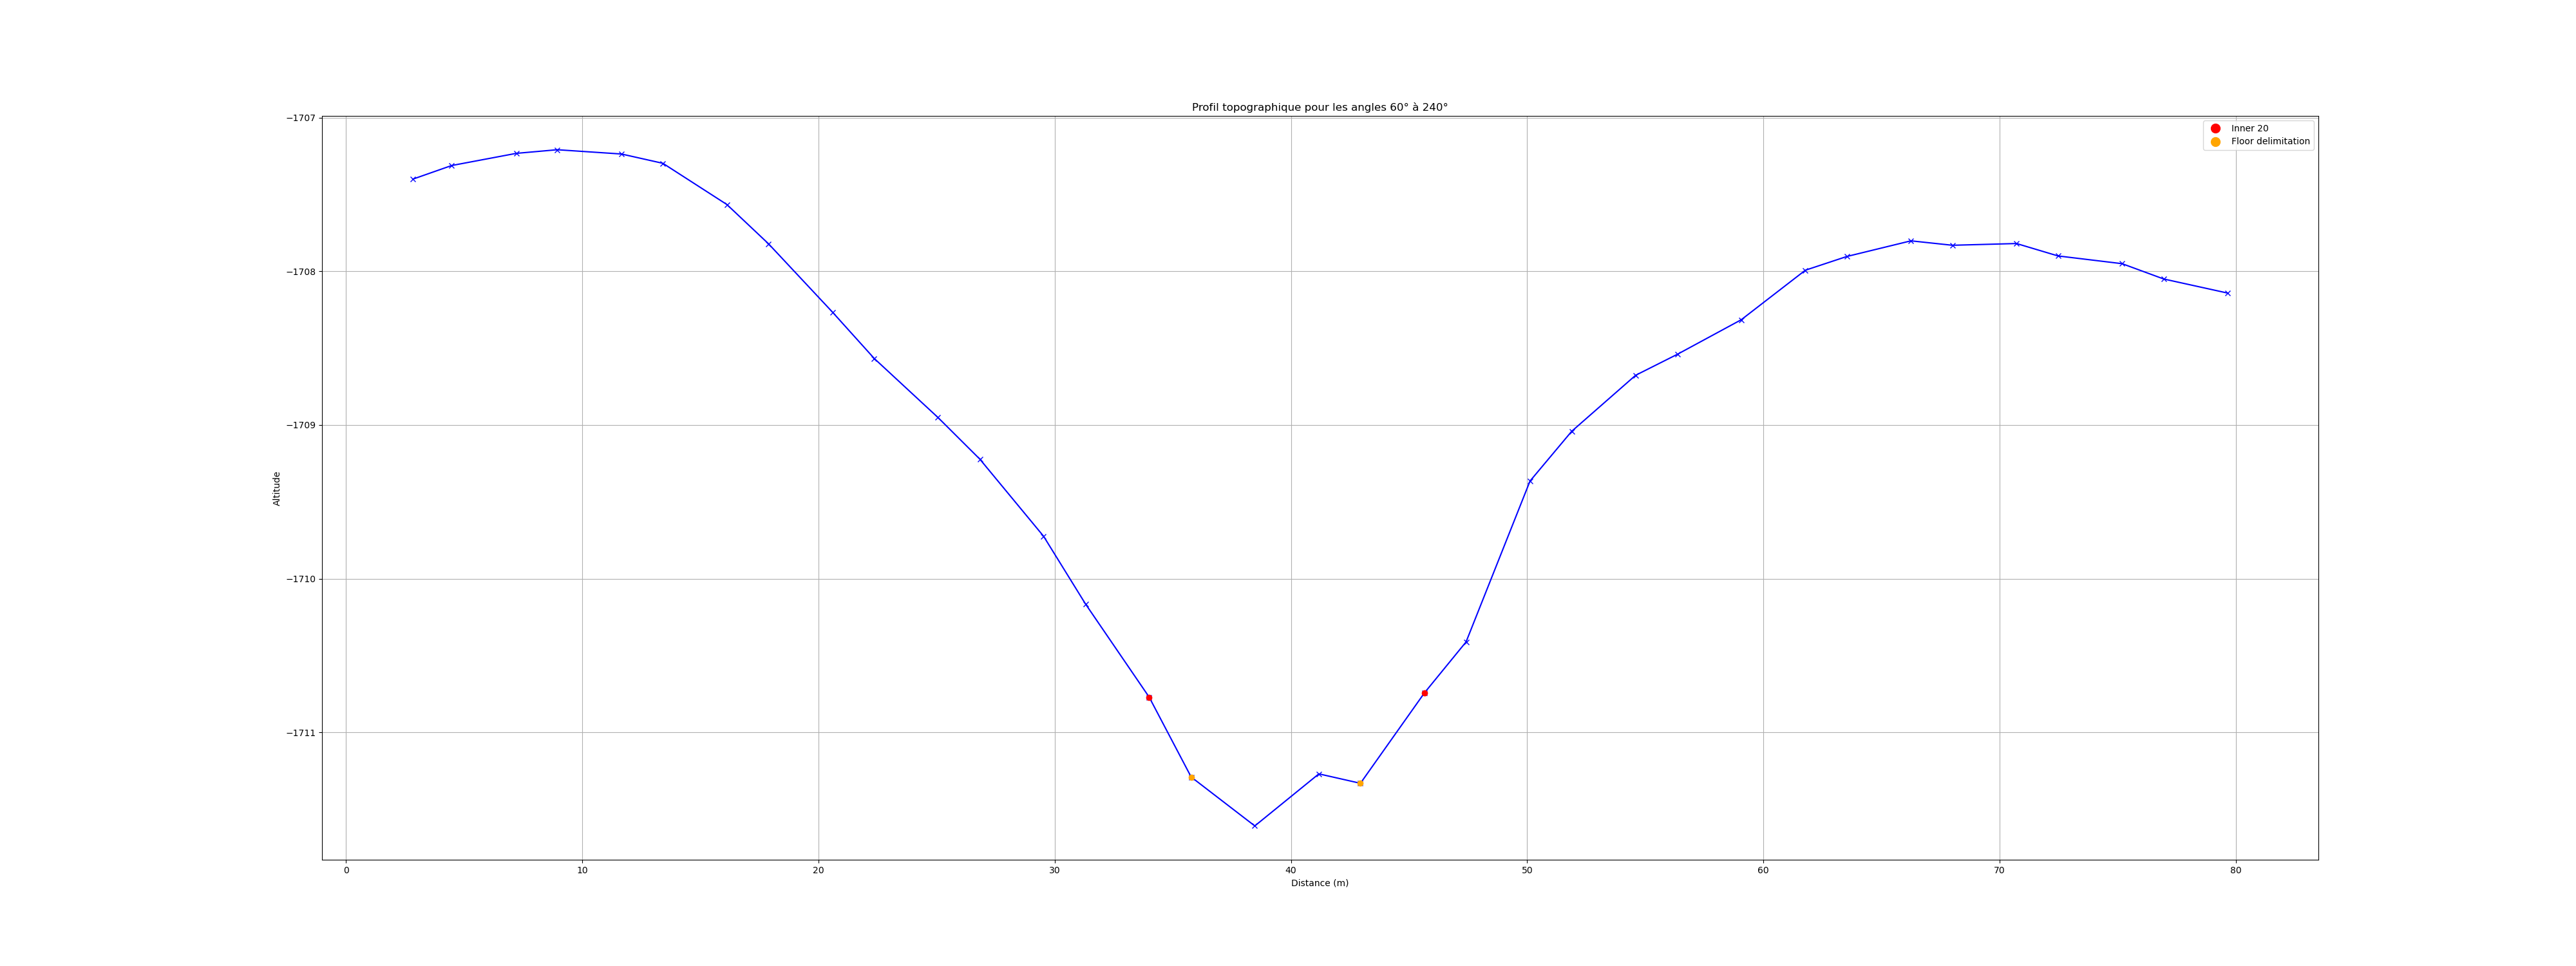 Profil topographique pour les angles 60° à 240°
Inner 20
Floor delimitation
−1707
−1708
−1709
−1710
−1711
Altitude
0 10 20 30 40 50 60 70 80
Distance (m)